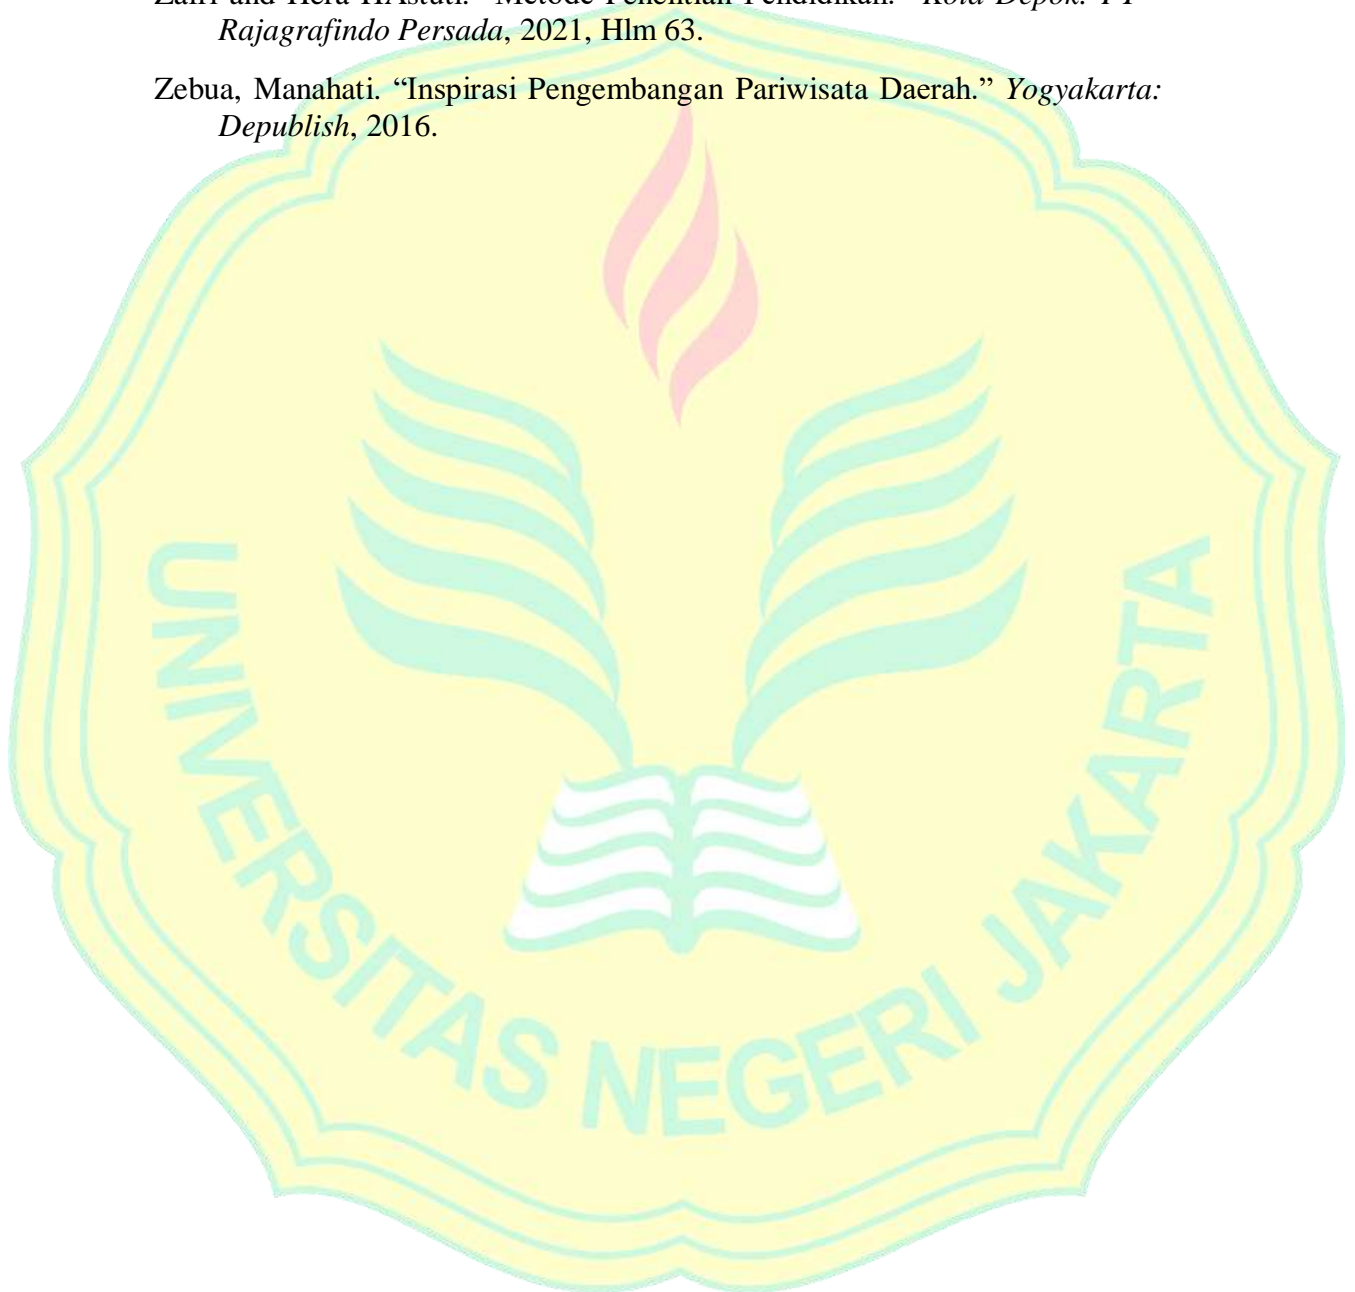 and Hera HAstuti. “Metode Penelitian Pendidikan.” Kota Depok: PT
Rajagrafindo Persada, 2021, Hlm 63.
Zebua, Manahati. “Inspirasi Pengembangan Pariwisata Daerah.” Yogyakarta:
Depublish, 2016.
UNIVERSITAS NEGERI JAKARTA